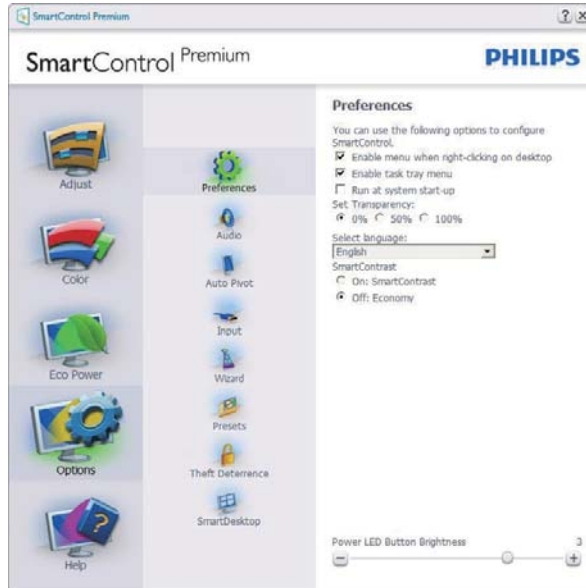 SmartControl Premium
? X
SmartControl Premium
PHILIPS
Adjust
Color
Eco Power
Options
Help
Preferences
Audio
Auto Pivot
Input
Wizard
Presets
Theft Deterrence
SmartDesktop
Preferences
You can use the following options to configure
SmartControl.
Enable menu when right-clicking on desktop
Enable task tray menu
Run at system start-up
Set Transparency:
0% 50% 100%
Select language:
English
SmartContrast
On: SmartContrast
Off: Economy
Power LED Button Brightness 3